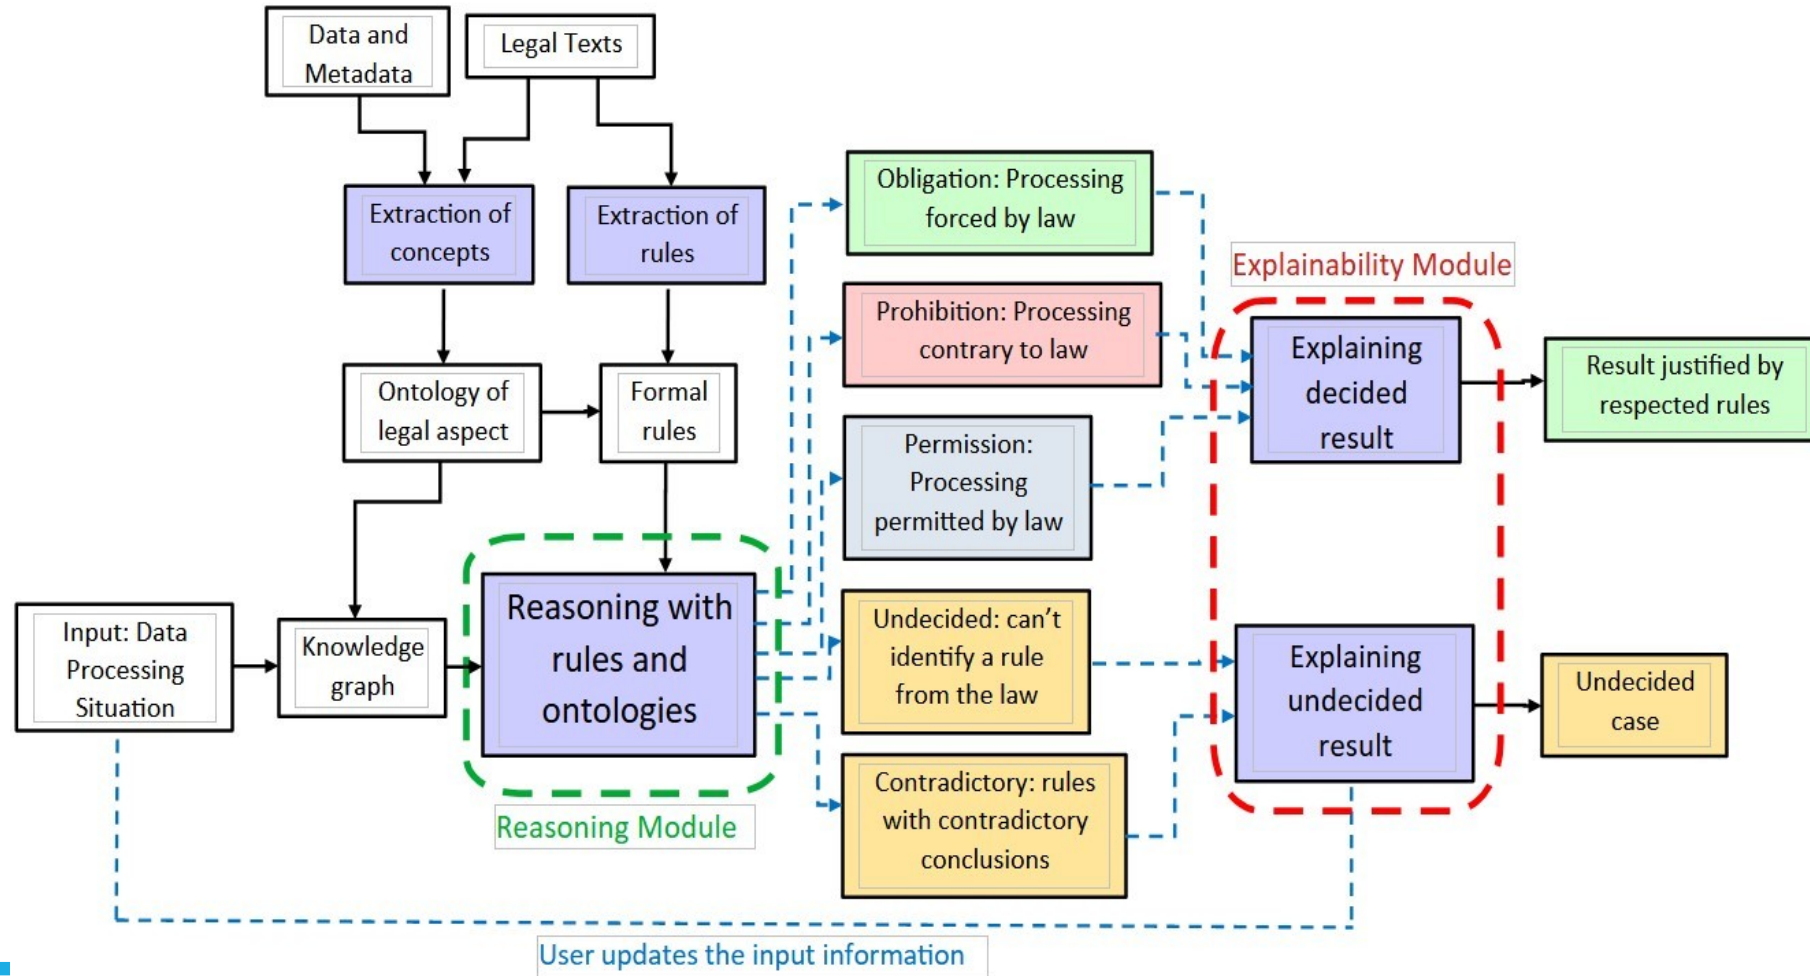 Data and
Metadata
Legal Texts
Extraction of
concepts
Extraction of
rules
Ontology of
legal aspect
Formal
rules
Input: Data
Processing
Situation
Knowledge
graph
Reasoning with
rules and
ontologies
Reasoning Module
Obligation: Processing
forced by law
Prohibition: Processing
contrary to law
Permission:
Processing
permitted by law
Undecided: can’t
identify a rule
from the law
Contradictory: rules
with contradictory
conclusions
Explainability Module
Explaining
decided
result
Explaining
undecided
result
Result justified by
respected rules
Undecided
case
User updates the input information